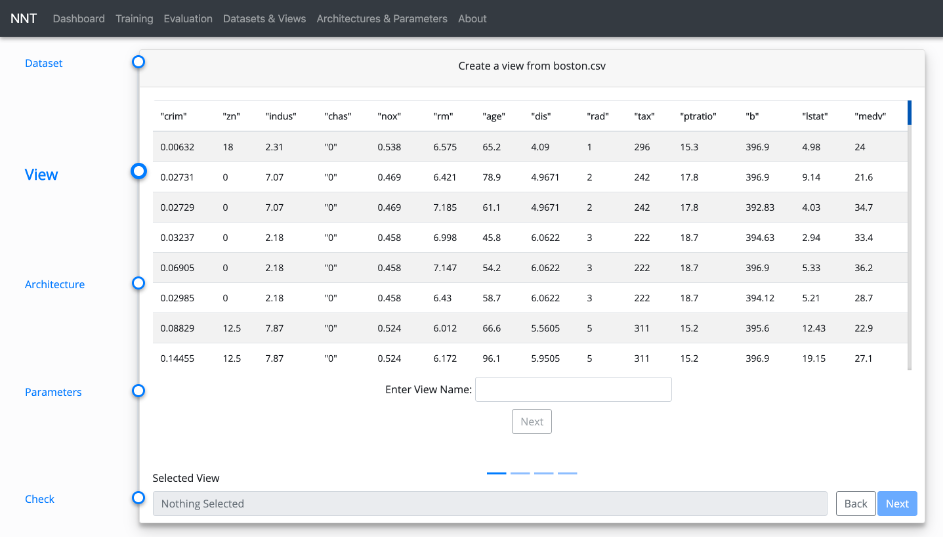 NNT Dashboard Training Evaluation Datasets & Views Architectures & Parameters About
Dataset
Create a view from boston.csv
"crim" "zn" "indus" "chas" "nox" "rm" "age" "dis" "rad" "tax" "ptratio" "b" "lstat" "medv"
0.00632 18 2.31 "0" 0.538 6.575 65.2 4.09 1 296 15.3 396.9 4.98 24
View
0.02731 0 7.07 "0" 0.469 6.421 78.9 4.9671 2 242 17.8 396.9 9.14 21.6
0.02729 0 7.07 "0" 0.469 7.185 61.1 4.9671 2 242 17.8 392.83 4.03 34.7
0.03237 0 2.18 "0" 0.458 6.998 45.8 6.0622 3 222 18.7 394.63 2.94 33.4
0.06905 0 2.18 "0" 0.458 7.147 54.2 6.0622 3 222 18.7 396.9 5.33 36.2
Architecture
0.02985 0 2.18 "0" 0.458 6.43 58.7 6.0622 3 222 18.7 394.12 5.21 28.7
0.08829 12.5 7.87 "0" 0.524 6.012 66.6 5.5605 5 311 15.2 395.6 12.43 22.9
0.14455 12.5 7.87 "0" 0.524 6.172 96.1 5.9505 5 311 15.2 396.9 19.15 27.1
Parameters
Enter View Name:
Next
Selected View
Check
Nothing Selected
Back Next